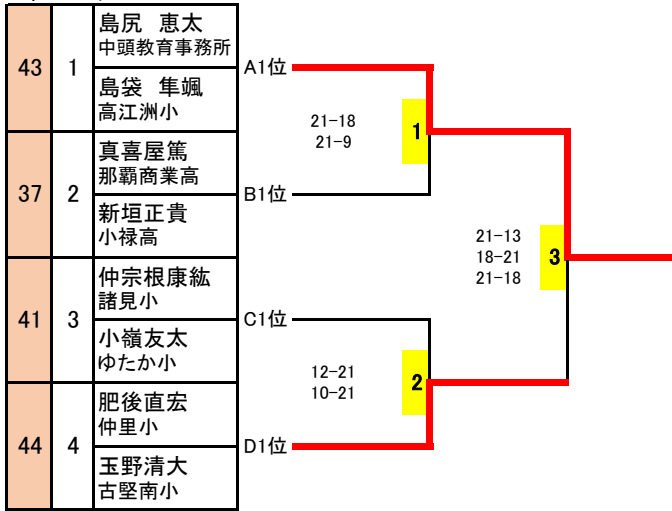 43
1
島尻 恵太
中頭教育事務所
島袋 隼颯
高江洲小
A1位
37
2
真喜屋篤
那覇商業高
新垣正貴
小禄高
B1位
41
3
仲宗根康紘
諸見小
小嶺友太
ゆたか小
C1位
44
4
肥後直宏
仲里小
玉野清大
古堅南小
D1位
21-18
21-9
1
12-21
10-21
2
21-13
18-21
21-18
3